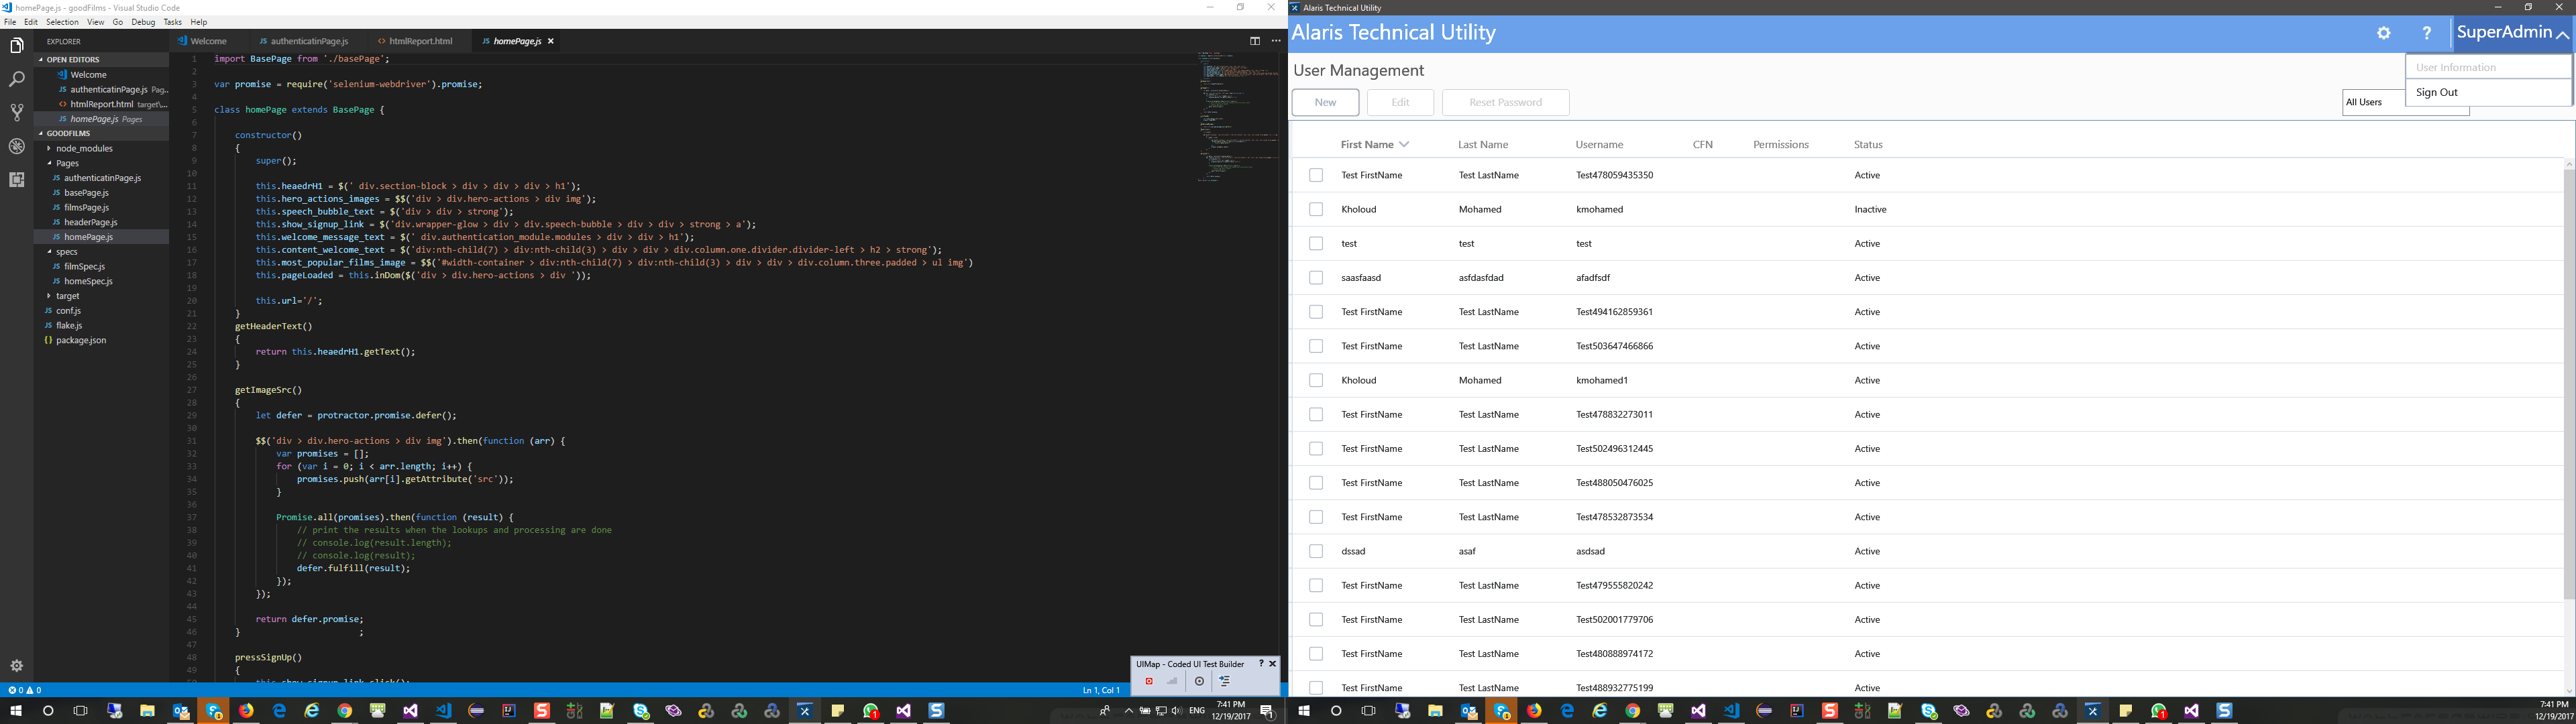 homePage.js - goodFilms - Visual Studio Code
File Edit Selection View Go Debug Tasks Help
EXPLORER
OPEN EDITORS
Welcome
authenticatinPage.js Pag...
htmlReport.html target\...
homePage.js Pages
GOODFILMS
node_modules
Pages
JS authenticatinPage.js
JS basePage.js
JS filmsPage.js
JS headerPage.js
JS homePage.js
specs
JS filmSpec.js
JS homeSpec.js
target
JS conf.js
JS flake.js
{} package.json
Welcome JS authenticatinPage.js <> htmlReport.html JS homePage.js
1 import BasePage from './basePage';
2
3 var promise = require('selenium-webdriver').promise;
4
5 class homePage extends BasePage {
6
7 constructor()
8 {
9 super();
10
11 this.heaedrH1 = $(' div.section-block > div > div > div > h1');
12 this.hero_actions_images = $$('div > div.hero-actions > div img');
13 this.speech_bubble_text = $('div > div > strong');
14 this.show_signup_link = $('div.wrapper-glow > div > div.speech-bubble > div > div > strong > a');
15 this.welcome_message_text = $(' div.authentication_module.modules > div > div > h1');
16 this.content_welcome_text = $('div:nth-child(7) > div:nth-child(3) > div > div > div.column.one.divider.divider-left > h2 > strong');
17 this.most_popular_films_image = $$('#width-container > div:nth-child(7) > div:nth-child(3) > div > div > div.column.three.padded > ul img')
18 this.pageLoaded = this.inDom($('div > div.hero-actions > div '));
19
20 this.url='/';
21 }
22 getHeaderText()
23 {
24 return this.heaedrH1.getText();
25 }
26
27 getImageSrc()
28 {
29 let defer = protractor.promise.defer();
30
31 $$('div > div.hero-actions > div img').then(function (arr) {
32 var promises = [];
33 for (var i = 0; i < arr.length; i++) {
34 promises.push(arr[i].getAttribute('src'));
35 }
36
37 Promise.all(promises).then(function (result) {
38 // print the results when the lookups and processing are done
39 // console.log(result.length);
40 // console.log(result);
41 defer.fulfill(result);
42 });
43 });
44
45 return defer.promise;
46 } ;
47
48 pressSignUp()
49 {
UIMap - Coded UI Test Builder ?
0 0
Ln 1, Col 1
ENG
7:41 PM
12/19/2017
Alaris Technical Utility
Alaris Technical Utility
? SuperAdmin
User Information
Sign Out
User Management
New Edit Reset Password
All Users
First Name Last Name Username CFN Permissions Status
Test FirstName Test LastName Test478059435350 Active
Kholoud Mohamed kmohamed Inactive
test test test Active
saasfaasd asfdasfdad afadfsdf Active
Test FirstName Test LastName Test494162859361 Active
Test FirstName Test LastName Test503647466866 Active
Kholoud Mohamed kmohamed1 Active
Test FirstName Test LastName Test478832273011 Active
Test FirstName Test LastName Test502496312445 Active
Test FirstName Test LastName Test488050476025 Active
Test FirstName Test LastName Test478532873534 Active
dssad asaf asdsad Active
Test FirstName Test LastName Test479555820242 Active
Test FirstName Test LastName Test502001779706 Active
Test FirstName Test LastName Test480888974172 Active
Test FirstName Test LastName Test488932775199 Active
7:41 PM
12/19/2017